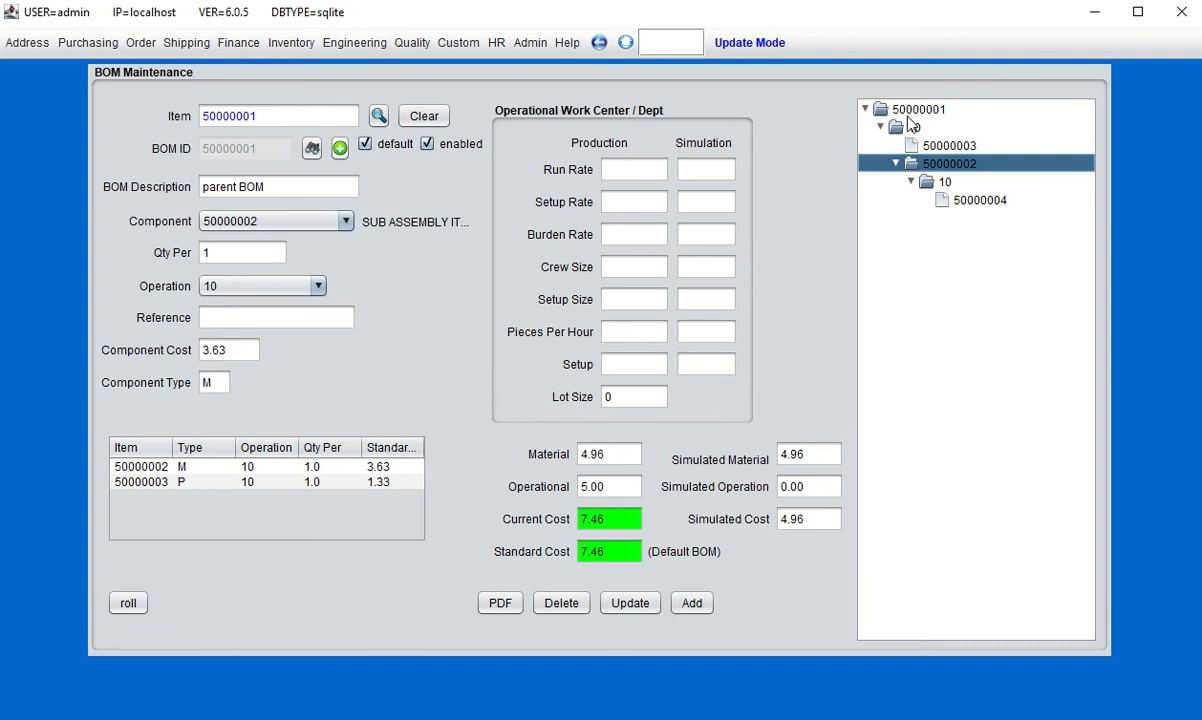 USER=admin IP=localhost VER=6.0.5 DBTYPE=sqlite
Address Purchasing Order Shipping Finance Inventory Engineering Quality Custom HR Admin Help Update Mode
BOM Maintenance
Item 50000001 Clear
BOM ID 50000001 default enabled
BOM Description parent BOM
Component 50000002 SUB ASSEMBLY IT...
Qty Per 1
Operation 10
Reference
Component Cost 3.63
Component Type M
Item Type Operation Qty Per Standar...
50000002 M 10 1.0 3.63
50000003 P 10 1.0 1.33
roll
Operational Work Center / Dept
Production Simulation
Run Rate
Setup Rate
Burden Rate
Crew Size
Setup Size
Pieces Per Hour
Setup
Lot Size 0
Material 4.96 Simulated Material 4.96
Operational 5.00 Simulated Operation 0.00
Current Cost 7.46 Simulated Cost 4.96
Standard Cost 7.46 (Default BOM)
PDF Delete Update Add
50000001
50000003
50000002
10
50000004